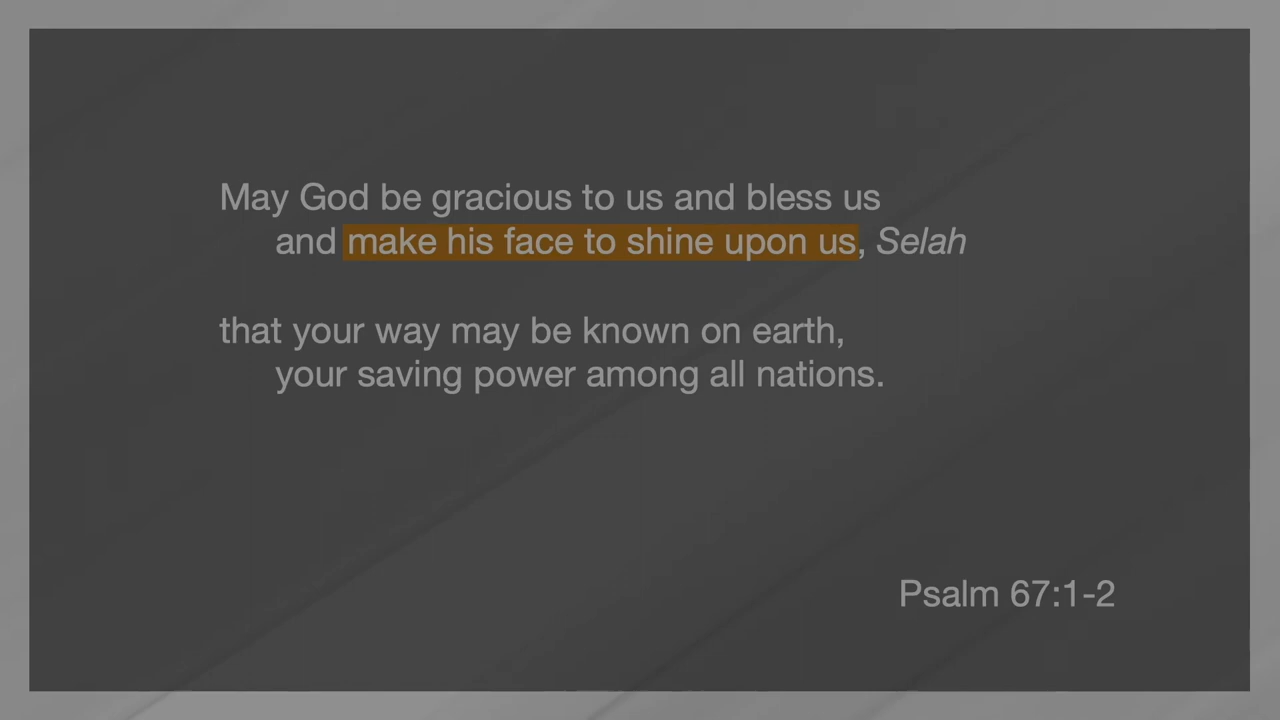 May God be gracious to us and bless us
and make his face to shine upon us, Selah
that your way may be known on earth,
your saving power among all nations.
Psalm 67:1-2